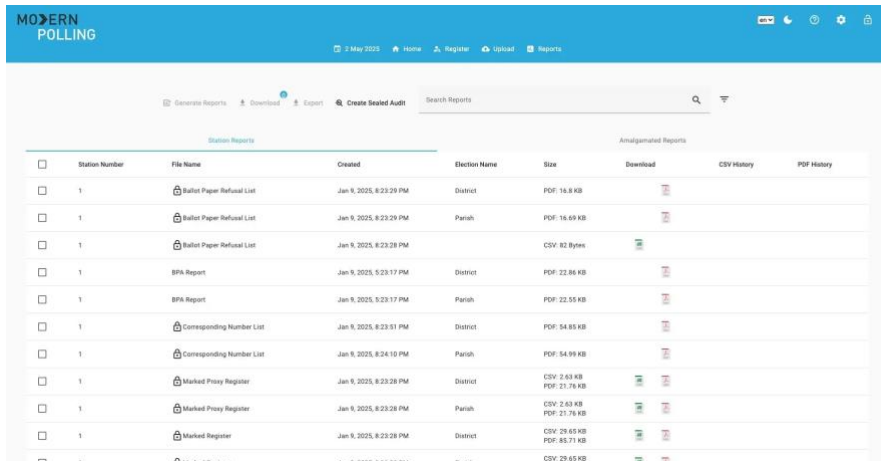 MODERN
POLLING
en
2 May 2025 Home Register Upload Reports
Generate Reports Download 0 Export Create Sealed Audit Search Reports
Station Reports Amalgamated Reports
Station Number File Name Created Election Name Size Download CSV History PDF History
1 Ballot Paper Refusal List Jan 9, 2025, 8:23:29 PM District PDF: 16.8 KB
1 Ballot Paper Refusal List Jan 9, 2025, 8:23:29 PM Parish PDF: 16.69 KB
1 Ballot Paper Refusal List Jan 9, 2025, 8:23:28 PM CSV: 82 Bytes
1 BPA Report Jan 9, 2025, 5:23:17 PM District PDF: 22.86 KB
1 BPA Report Jan 9, 2025, 5:23:17 PM Parish PDF: 22.55 KB
1 Corresponding Number List Jan 9, 2025, 8:23:51 PM District PDF: 54.85 KB
1 Corresponding Number List Jan 9, 2025, 8:24:10 PM Parish PDF: 54.99 KB
1 Marked Proxy Register Jan 9, 2025, 8:23:28 PM District CSV: 2.63 KB
PDF: 21.76 KB
1 Marked Proxy Register Jan 9, 2025, 8:23:28 PM Parish CSV: 2.63 KB
PDF: 21.76 KB
1 Marked Register Jan 9, 2025, 8:23:28 PM District CSV: 29.65 KB
PDF: 85.71 KB
CSV: 29.65 KB